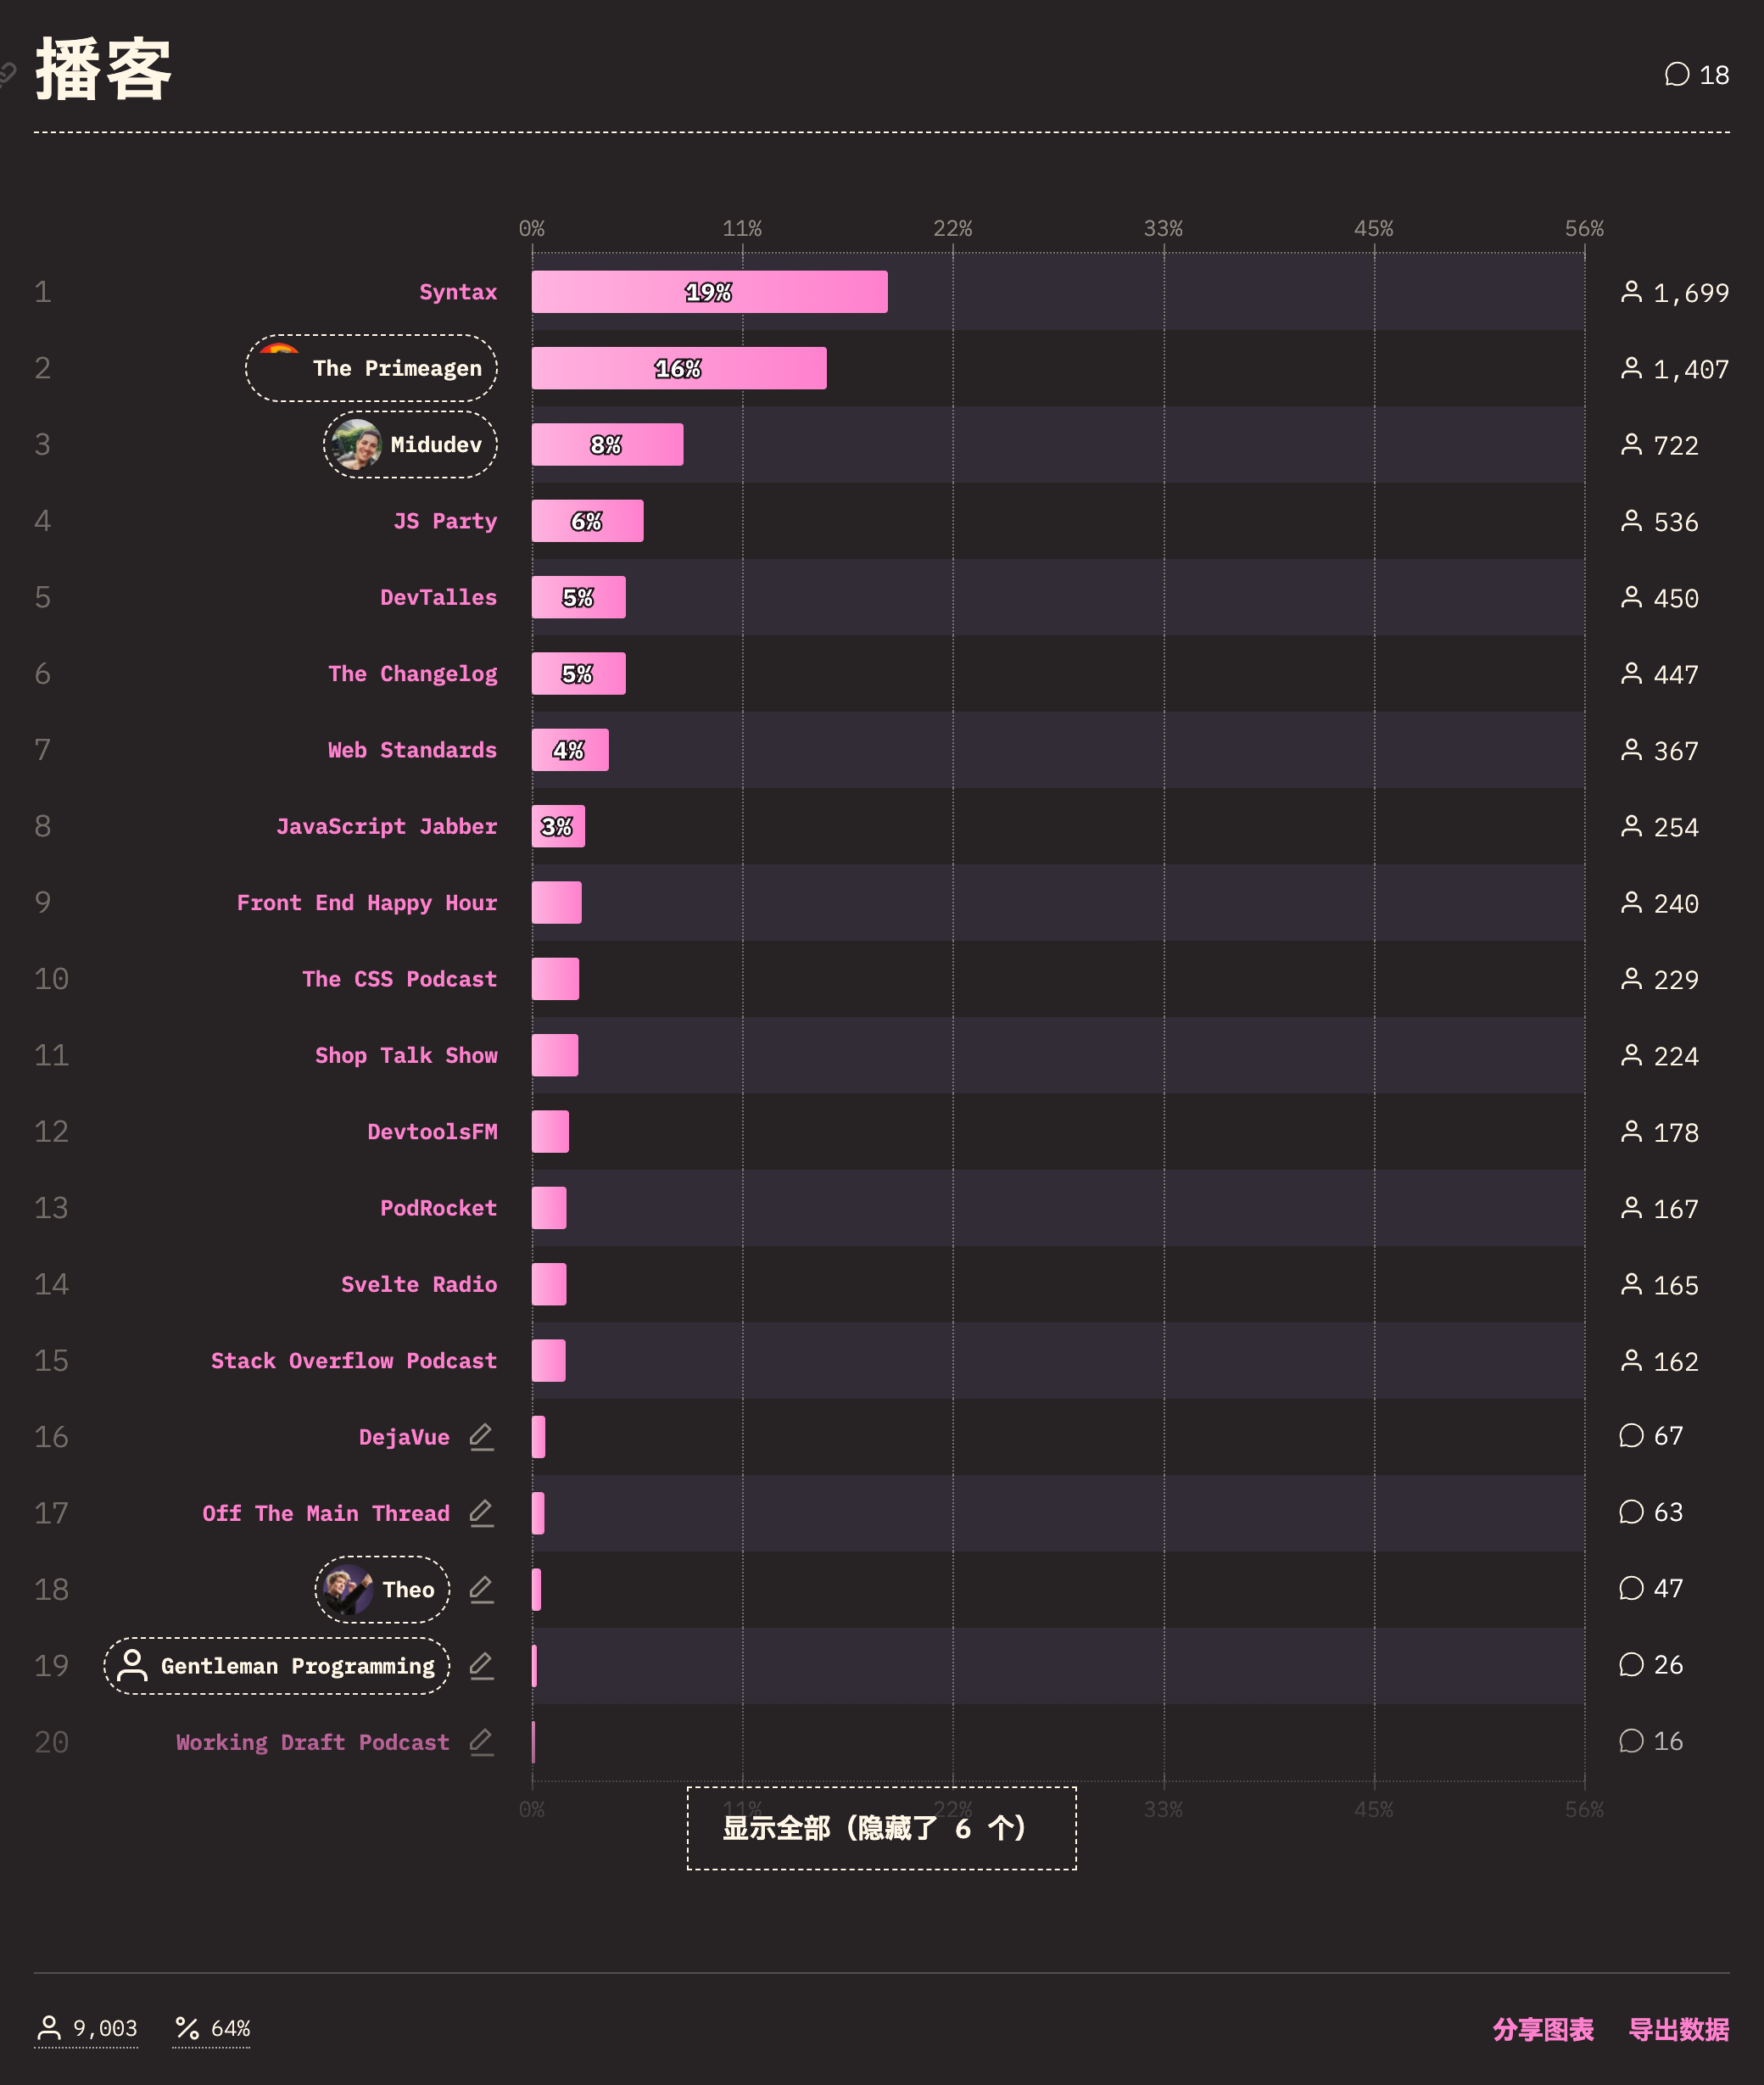 播客
18
0% 11% 22% 33% 45% 56%
1 Syntax 19% 1,699
2 The Primeagen 16% 1,407
3 Midudev 8% 722
4 JS Party 6% 536
5 DevTalles 5% 450
6 The Changelog 5% 447
7 Web Standards 4% 367
8 JavaScript Jabber 3% 254
9 Front End Happy Hour 240
10 The CSS Podcast 229
11 Shop Talk Show 224
12 DevtoolsFM 178
13 PodRocket 167
14 Svelte Radio 165
15 Stack Overflow Podcast 162
16 DejaVue 67
17 Off The Main Thread 63
18 Theo 47
19 Gentleman Programming 26
20 Working Draft Podcast 16
0% 11% 22% 33% 45% 56%
显示全部（隐藏了 6 个）
9,003 % 64% 分享图表 导出数据